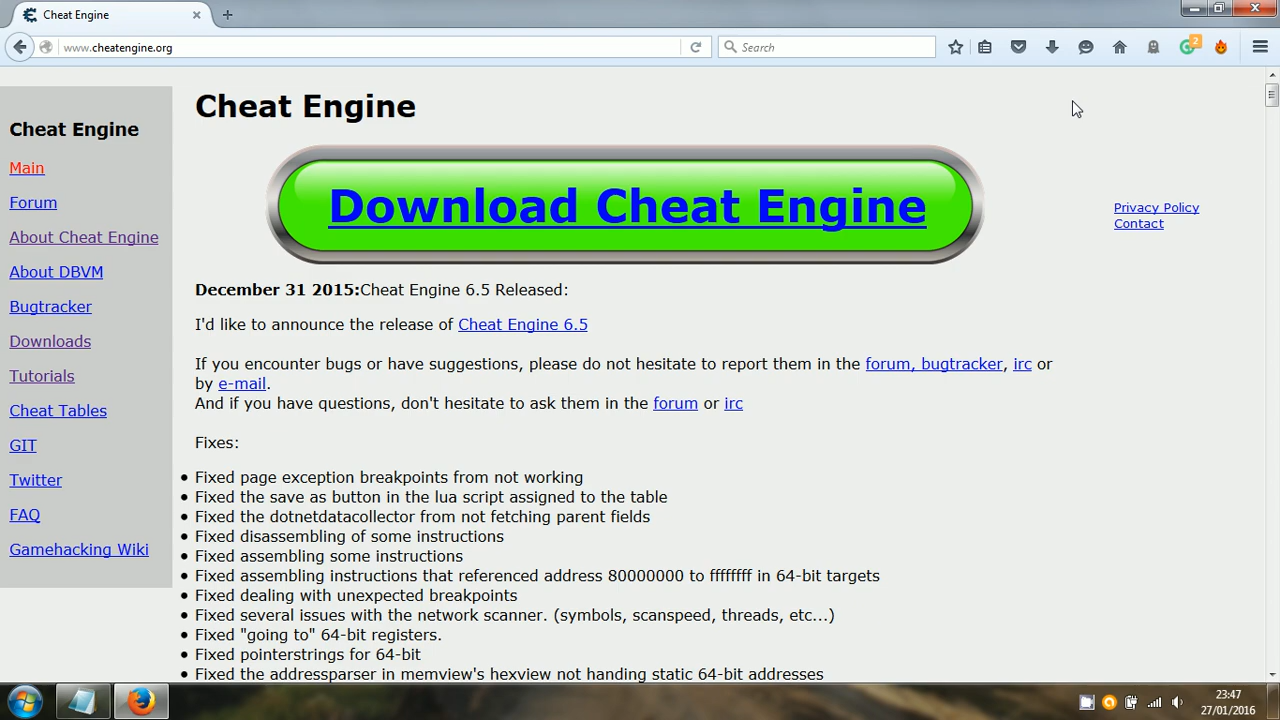 Cheat Engine
www.cheatengine.org
Search
2
Cheat Engine
Main
Forum
About Cheat Engine
About DBVM
Bugtracker
Downloads
Tutorials
Cheat Tables
GIT
Twitter
FAQ
Gamehacking Wiki
Cheat Engine
Download Cheat Engine
Privacy Policy
Contact
December 31 2015:Cheat Engine 6.5 Released:
I'd like to announce the release of Cheat Engine 6.5
If you encounter bugs or have suggestions, please do not hesitate to report them in the forum, bugtracker, irc or
by e-mail.
And if you have questions, don't hesitate to ask them in the forum or irc
Fixes:
Fixed page exception breakpoints from not working
Fixed the save as button in the lua script assigned to the table
Fixed the dotnetdatacollector from not fetching parent fields
Fixed disassembling of some instructions
Fixed assembling some instructions
Fixed assembling instructions that referenced address 80000000 to ffffffff in 64-bit targets
Fixed dealing with unexpected breakpoints
Fixed several issues with the network scanner. (symbols, scanspeed, threads, etc...)
Fixed "going to" 64-bit registers.
Fixed pointerstrings for 64-bit
Fixed the addressparser in memview's hexview not handing static 64-bit addresses
23:47
27/01/2016